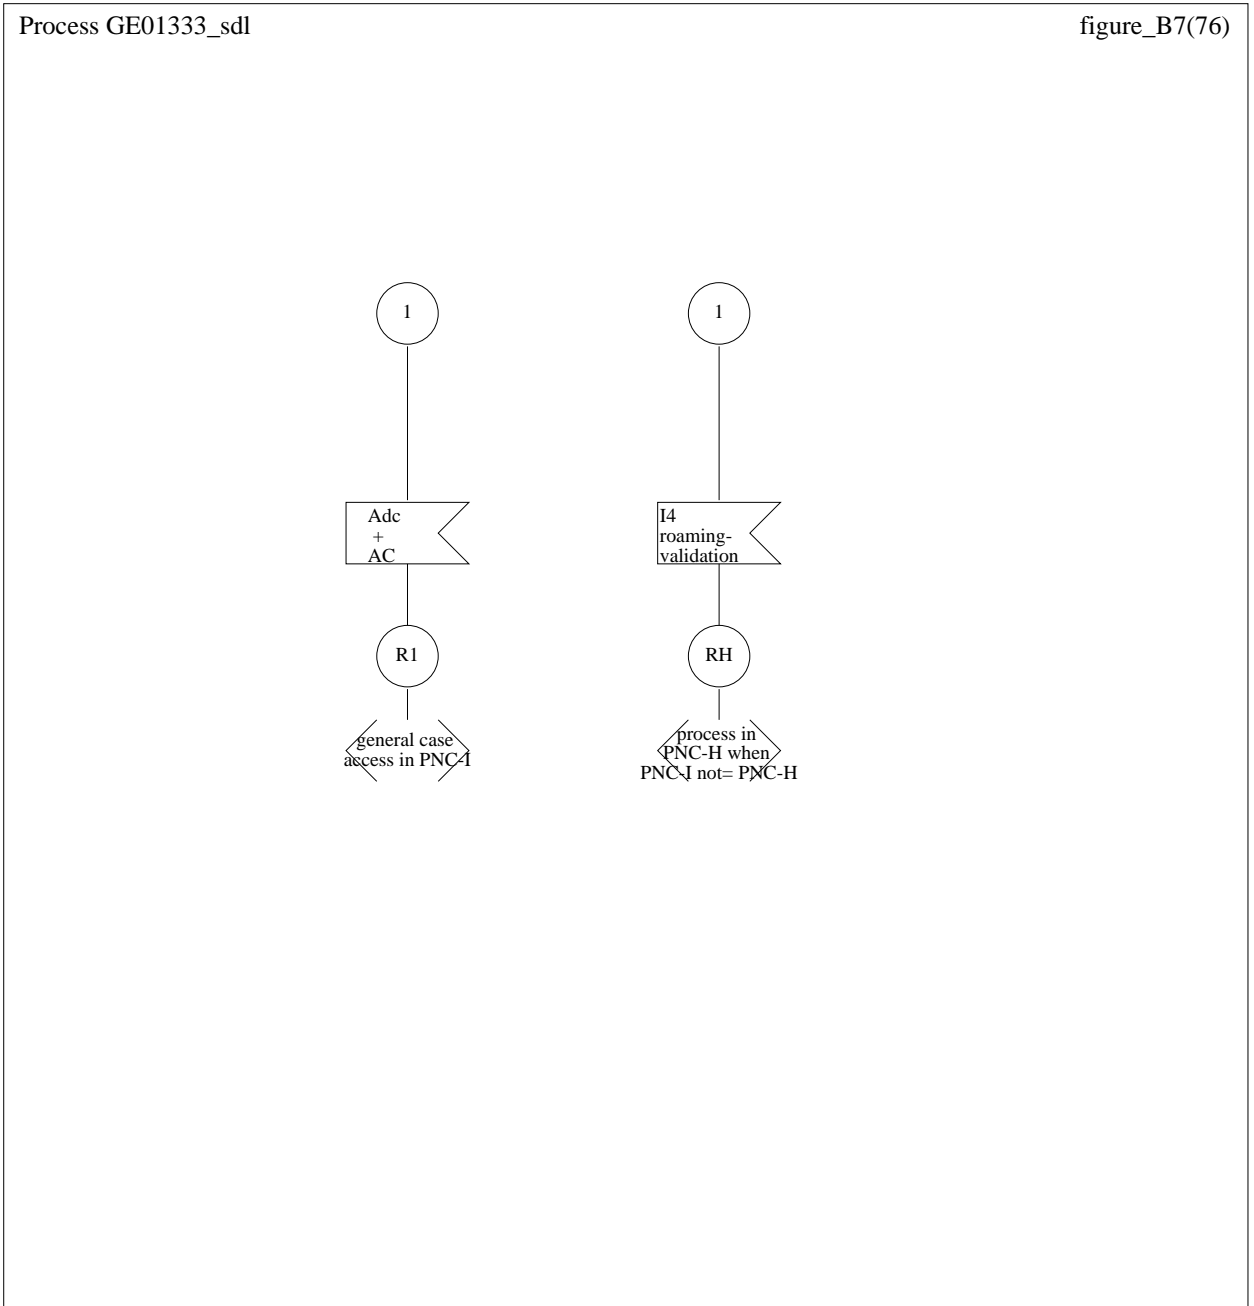 Process GE01333_sdl
figure_B7(76)
1
1
Adc
+
AC
I4
roaming-
validation
R1
RH
general case
access in PNC-I
process in
PNC-H when
PNC-I not= PNC-H